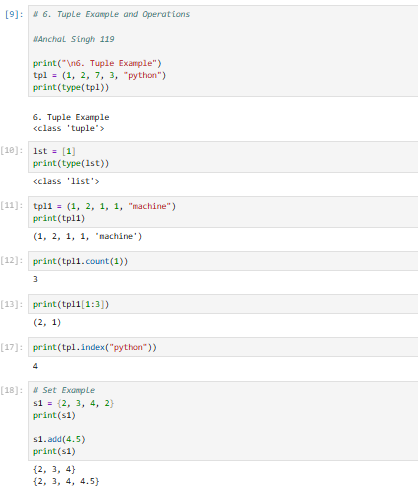 [9]: # 6. Tuple Example and Operations
#Anchal Singh 119
print("\n6. Tuple Example")
tpl = (1, 2, 7, 3, "python")
print(type(tpl))
6. Tuple Example
<class 'tuple'>
[10]: lst = [1]
print(type(lst))
<class 'list'>
[11]: tpl1 = (1, 2, 1, 1, "machine")
print(tpl1)
(1, 2, 1, 1, 'machine')
[12]: print(tpl1.count(1))
3
[13]: print(tpl1[1:3])
(2, 1)
[17]: print(tpl.index("python"))
4
[18]: # Set Example
s1 = {2, 3, 4, 2}
print(s1)
s1.add(4.5)
print(s1)
{2, 3, 4}
{2, 3, 4, 4.5}